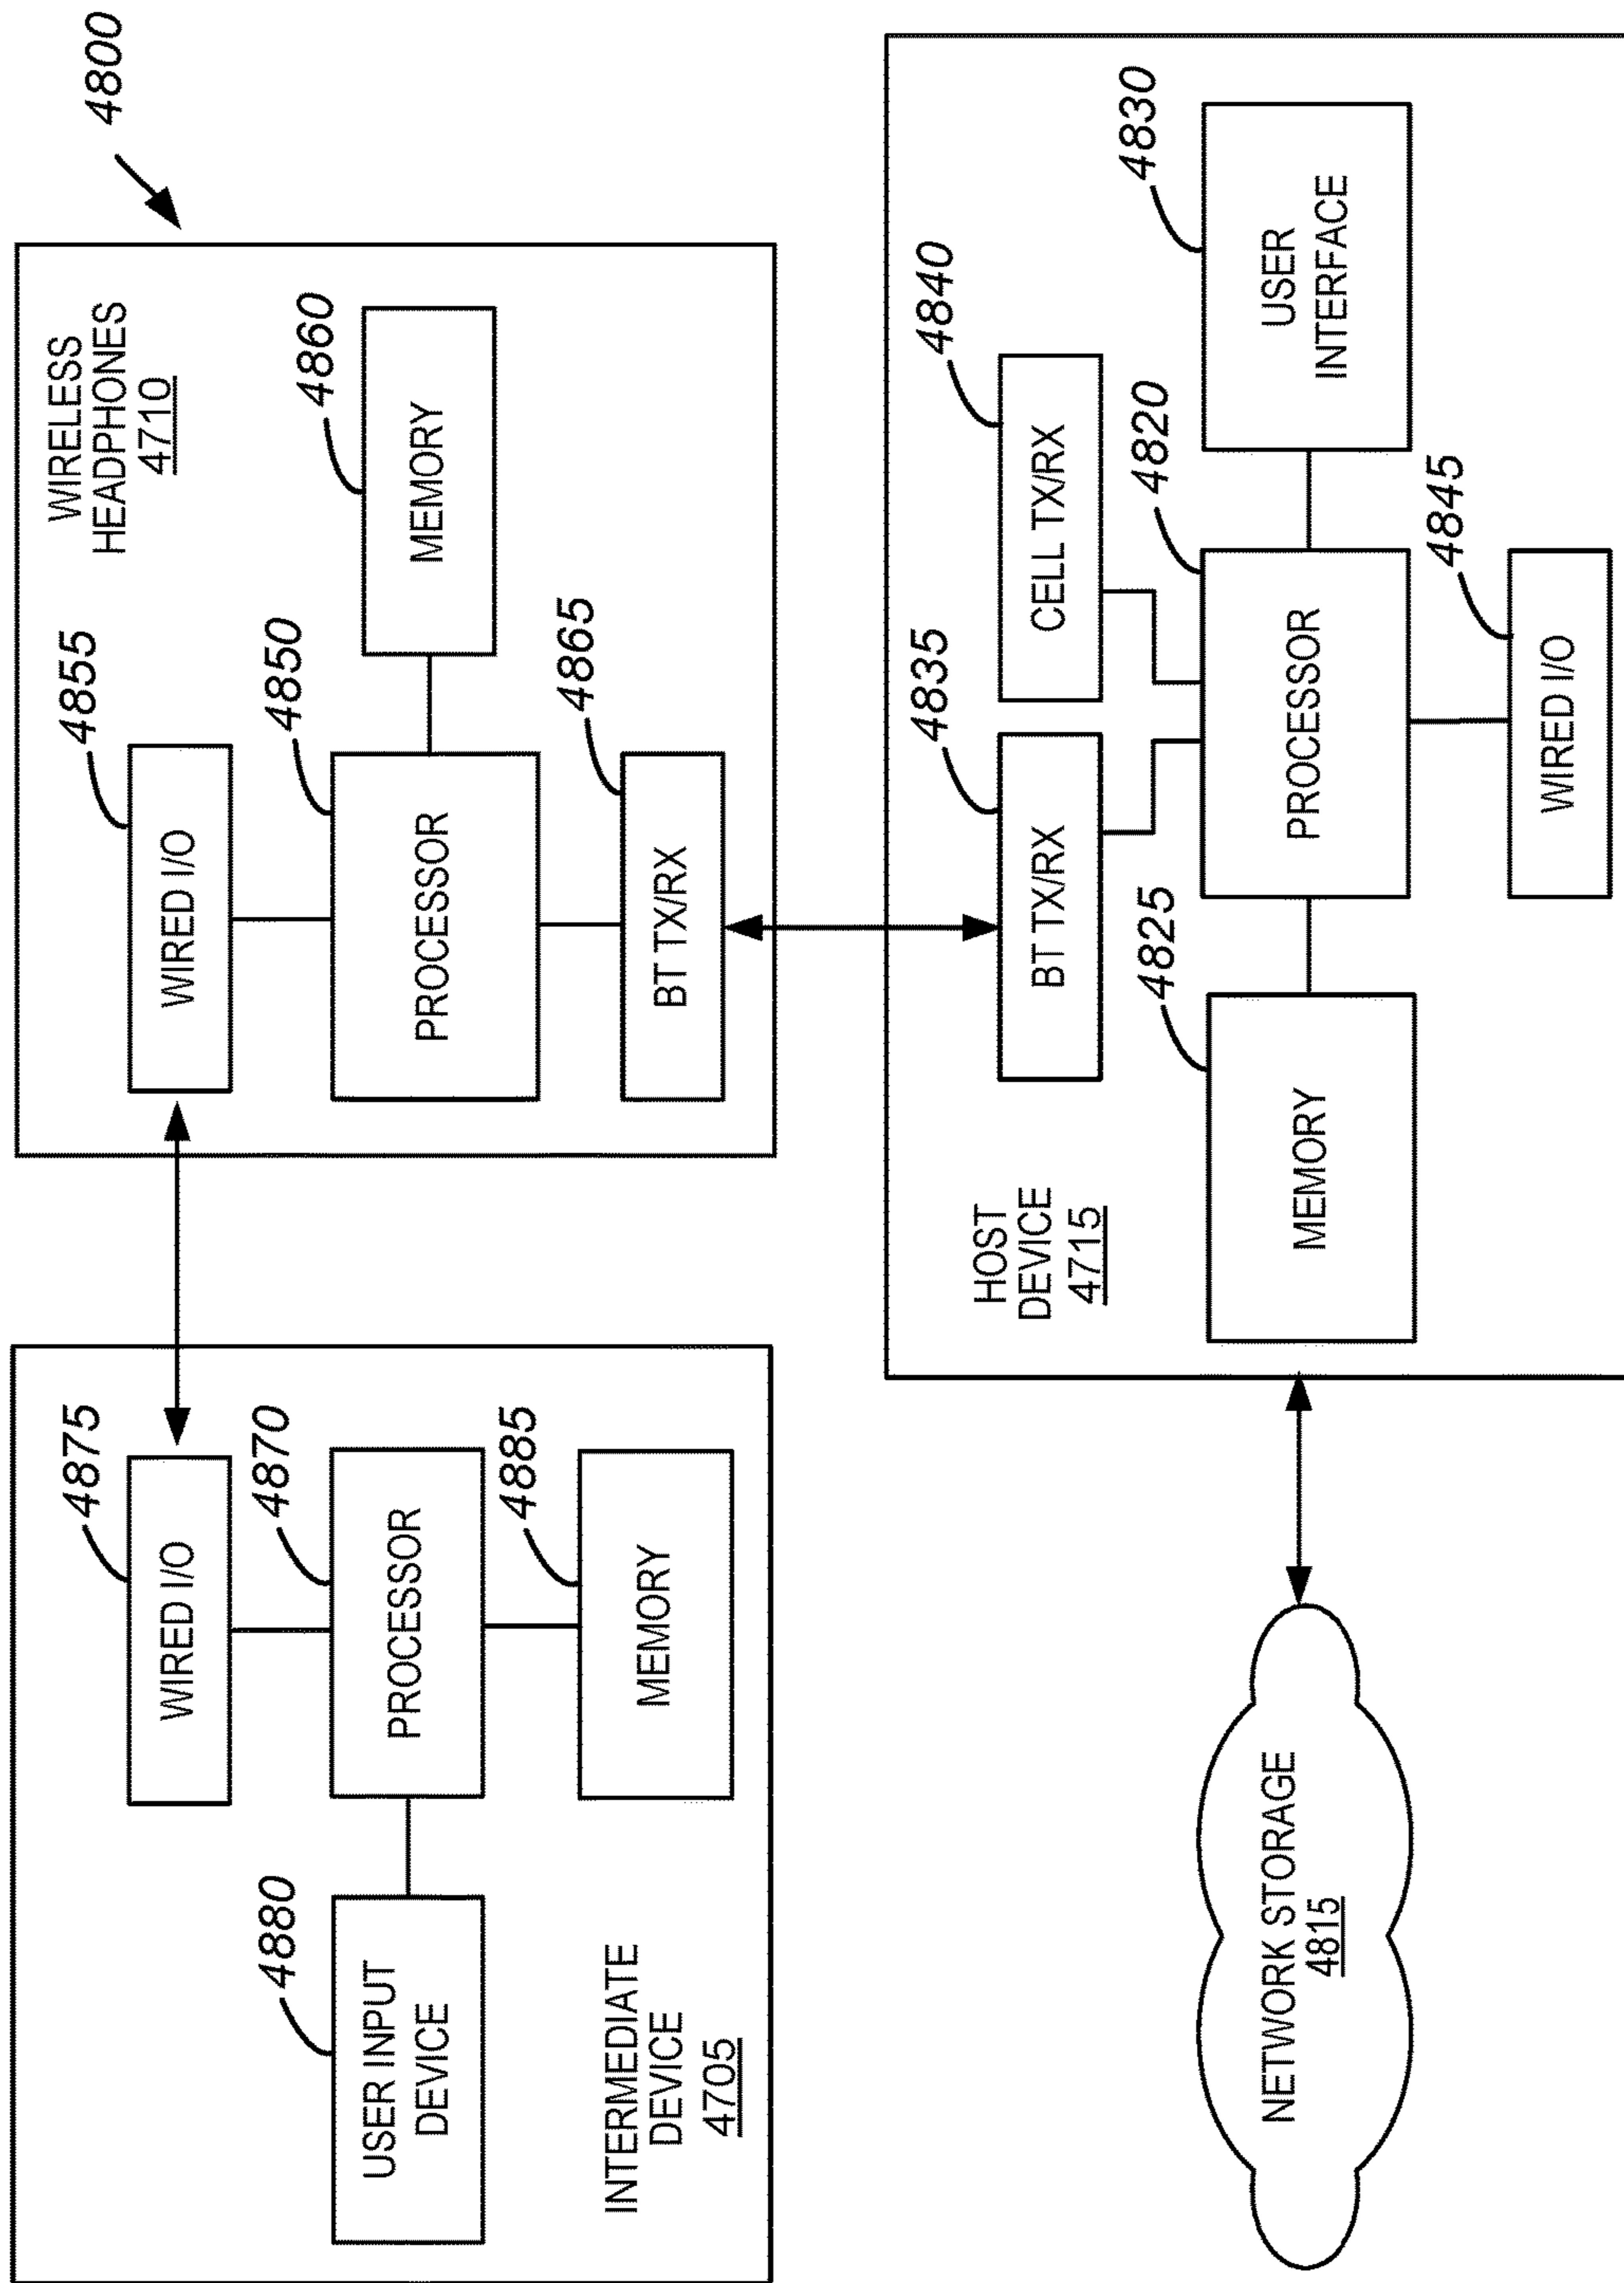 4800
INTERMEDIATE
DEVICE
4705
4875
WIRED I/O
4870
PROCESSOR
4880
USER INPUT
DEVICE
4885
MEMORY
WIRELESS
HEADPHONES
4710
4855
WIRED I/O
4850
PROCESSOR
4860
MEMORY
4865
BT TX/RX
NETWORK STORAGE
4815
HOST
DEVICE
4715
4835
BT TX/RX
4840
CELL TX/RX
4825
MEMORY
4820
PROCESSOR
4830
USER
INTERFACE
4845
WIRED I/O